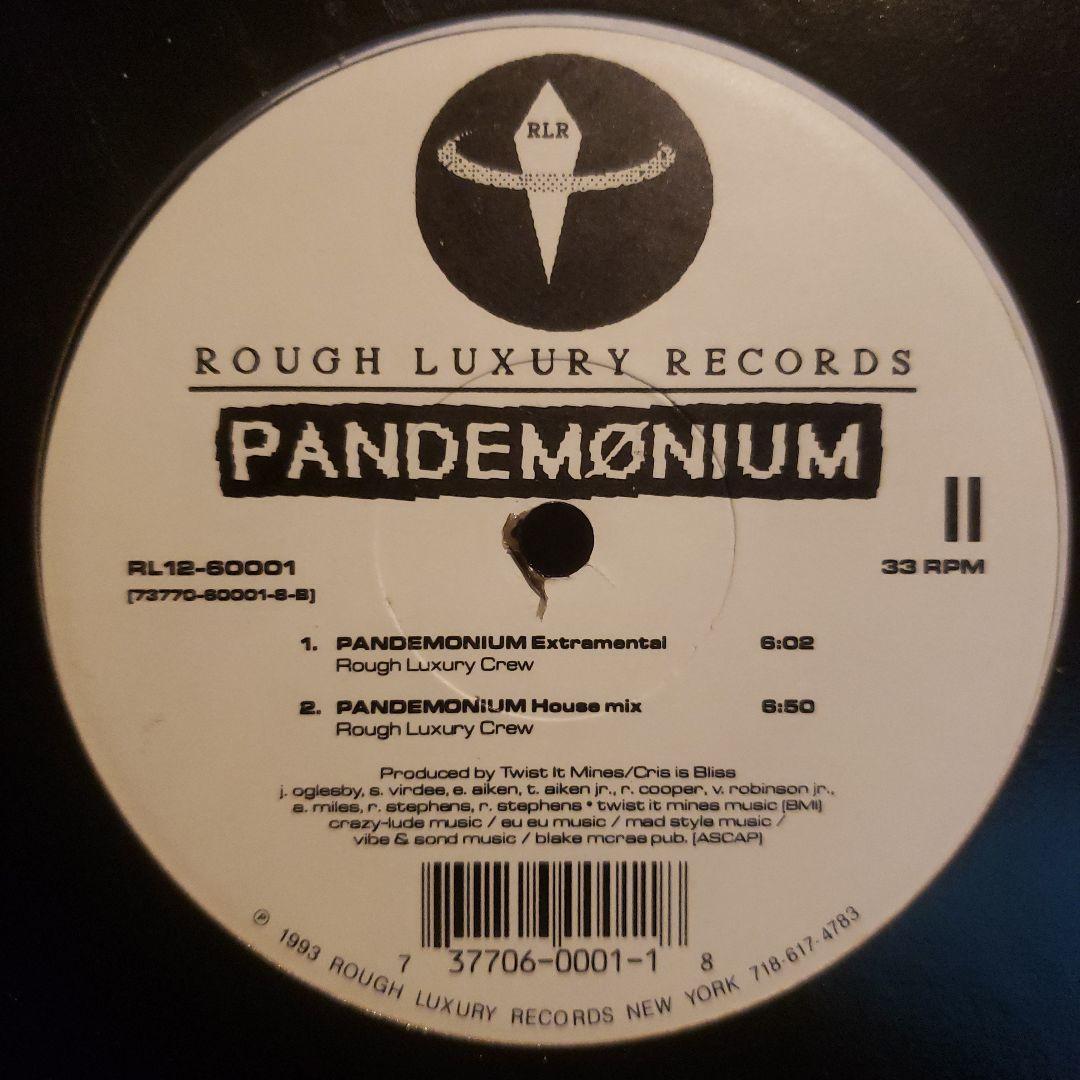 RLR
ROUGH LUXURY RECORDS
PANDEMØNIUM
II
RL12-60001
33 RPM
[73770-60001-8-B]
1. PANDEMONIUM Extramental 6:02
Rough Luxury Crew
2. PANDEMONIUM House mix 6:50
Rough Luxury Crew
Produced by Twist It Mines/Cris is Bliss
j. oglesby, s. virdee, e. aiken, t. aiken jr., r. cooper, v. robinson jr.,
a. miles, r. stephens, r. stephens • twist it mines music [BMI]
crazy-lude music / eu eu music / mad style music /
vibe & sond music / blake mcrae pub. [ASCAP]
7 37706-0001-1 8
℗ 1993 ROUGH LUXURY RECORDS NEW YORK 718-617-4783